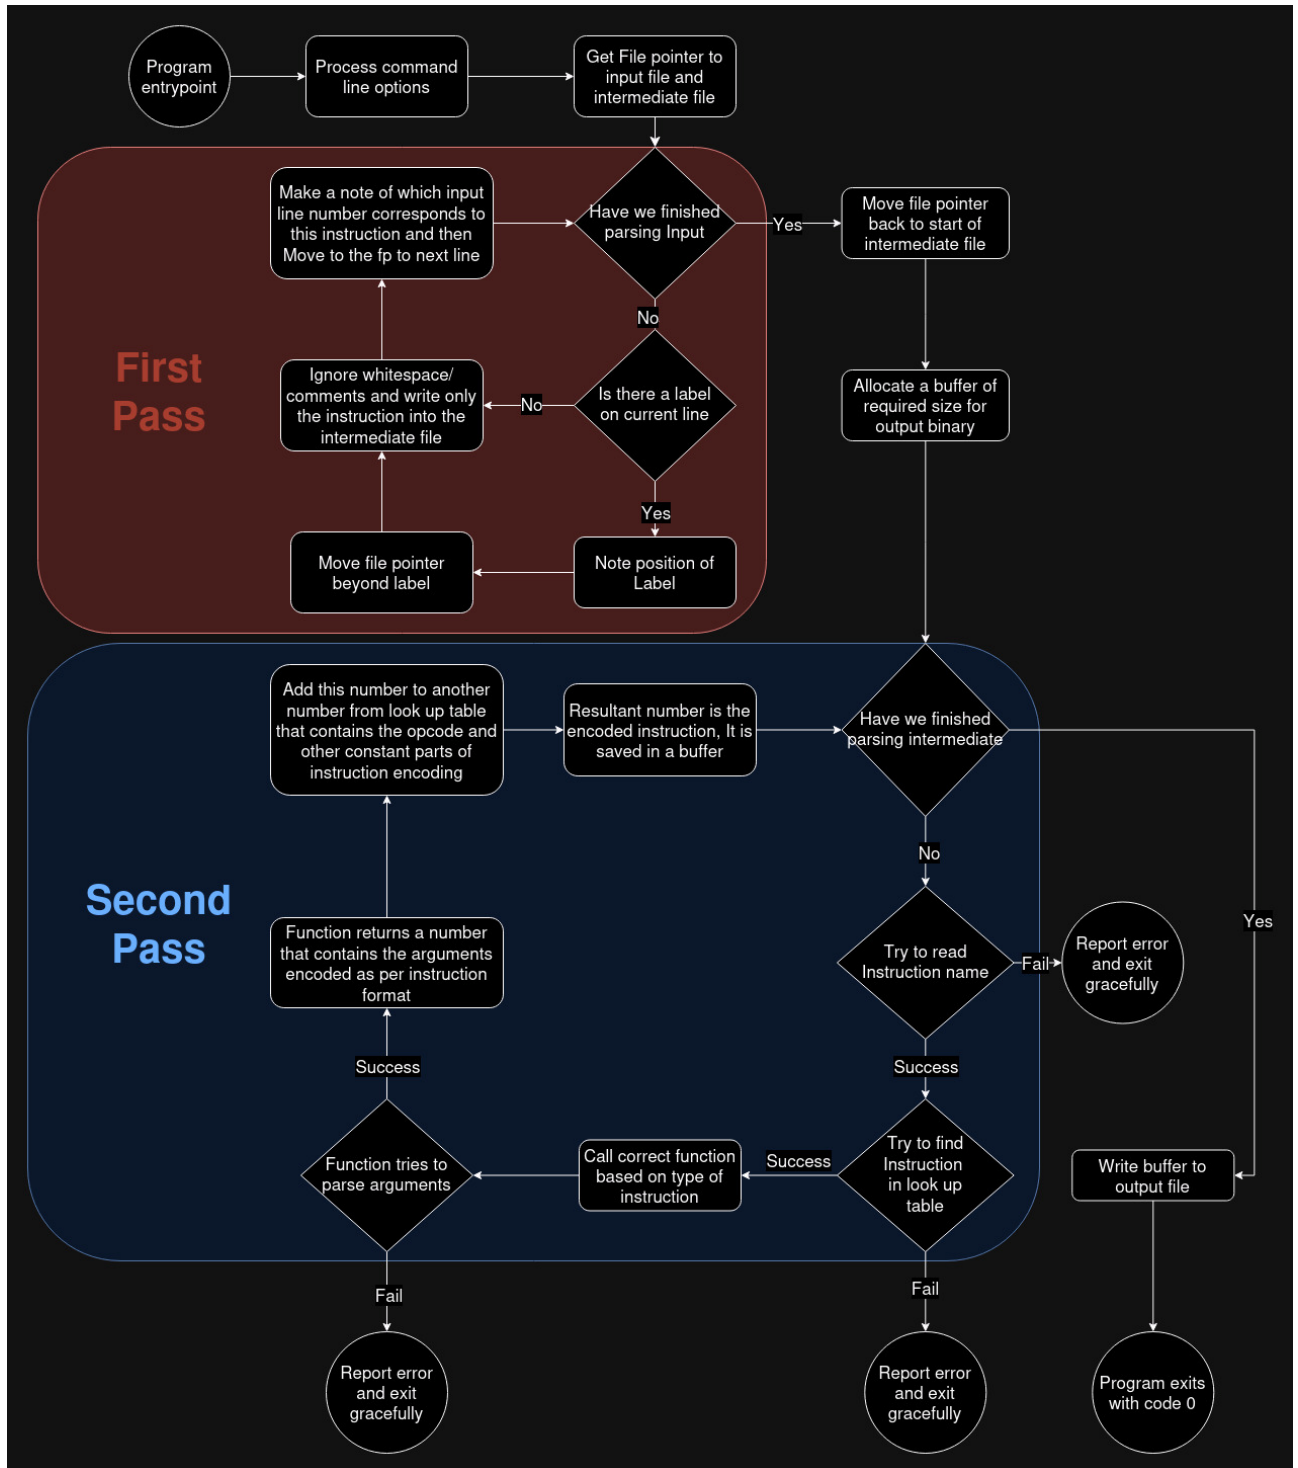 Program
entrypoint
Process command
line options
Get File pointer to
input file and
intermediate file
Make a note of which input
line number corresponds to
this instruction and then
Move to the fp to next line
Have we finished
parsing Input
Yes
Move file pointer
back to start of
intermediate file
No
First
Pass
Ignore whitespace/
comments and write only
the instruction into the
intermediate file
No
Is there a label
on current line
Allocate a buffer of
required size for
output binary
Yes
Move file pointer
beyond label
Note position of
Label
Add this number to another
number from look up table
that contains the opcode and
other constant parts of
instruction encoding
Resultant number is the
encoded instruction, It is
saved in a buffer
Have we finished
parsing intermediate
No
Second
Pass
Function returns a number
that contains the arguments
encoded as per instruction
format
Try to read
Instruction name
Fail
Report error
and exit
gracefully
Yes
Success
Success
Function tries to
parse arguments
Call correct function
based on type of
instruction
Success
Try to find
Instruction
in look up
table
Write buffer to
output file
Fail
Fail
Report error
and exit
gracefully
Report error
and exit
gracefully
Program exits
with code 0